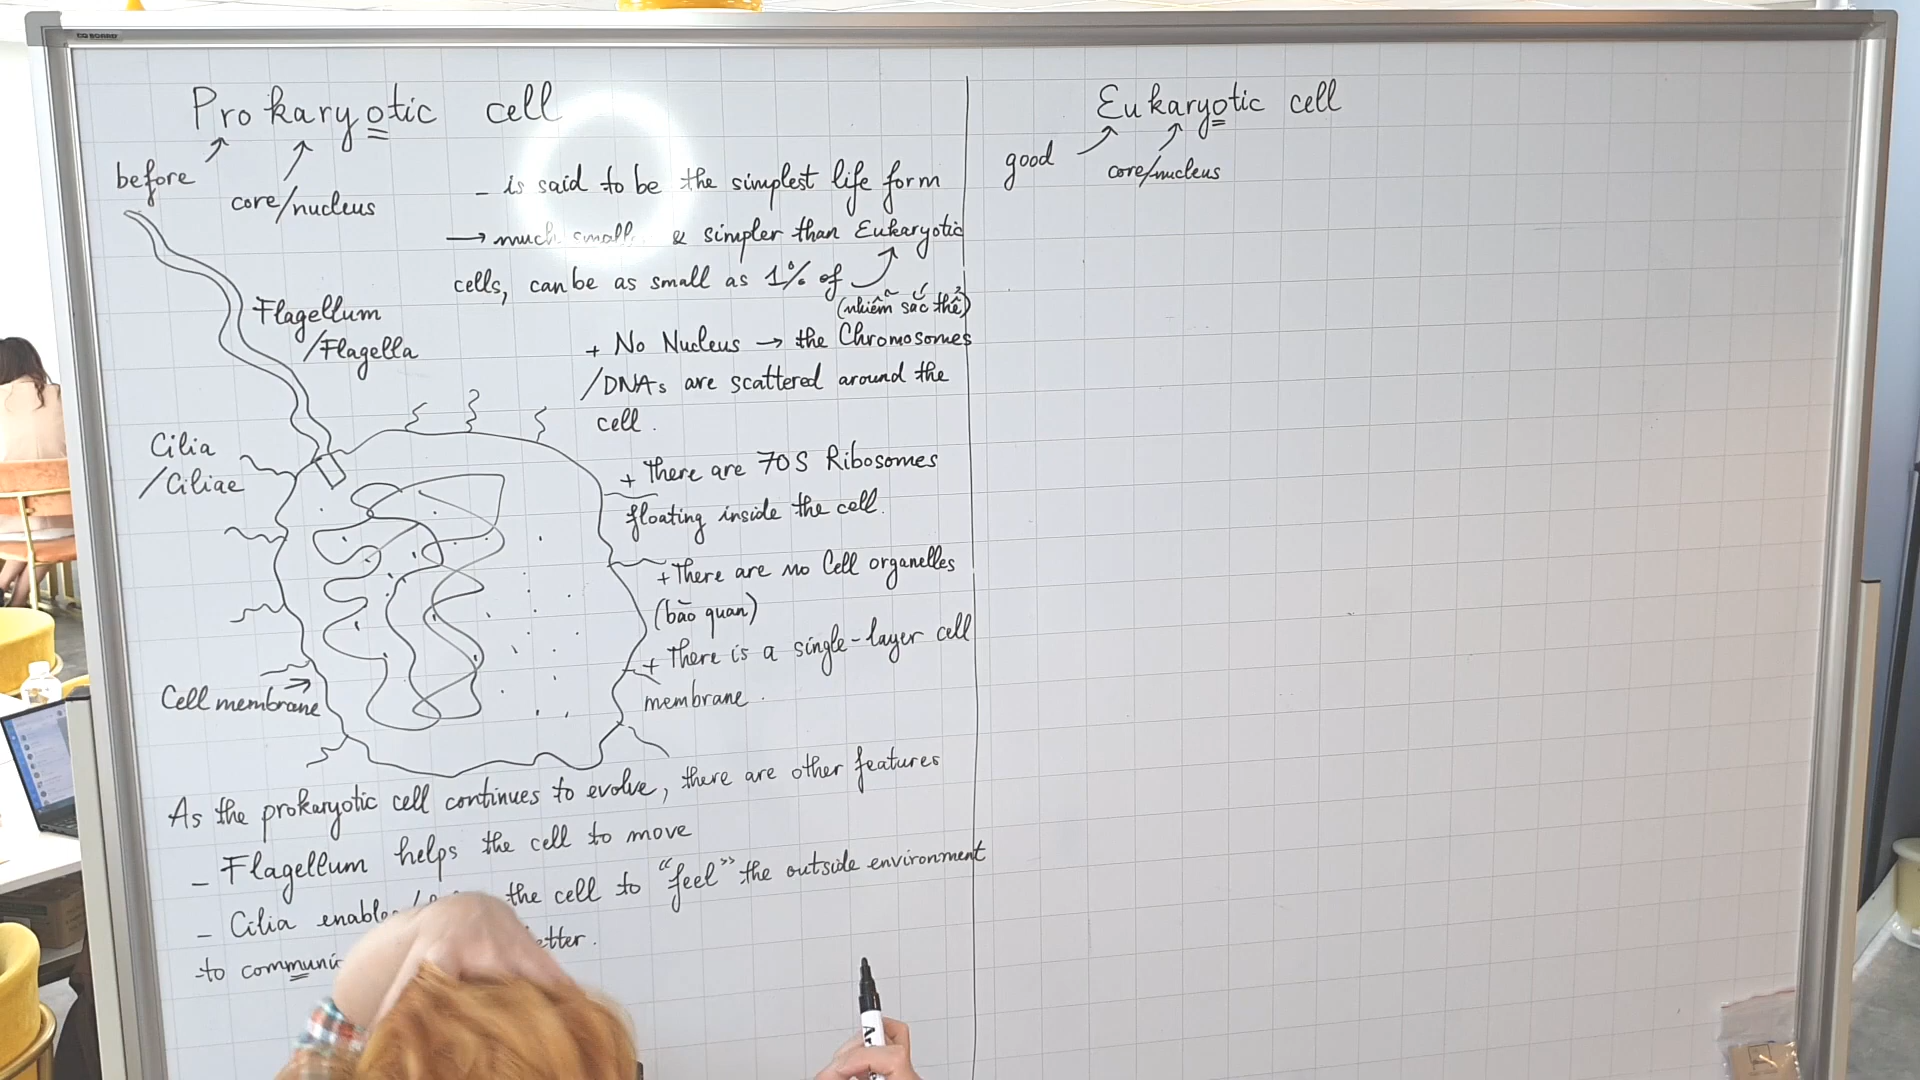 Prokaryotic cell
before
core/nucleus
- is said to be the simplest life form
→ much small & simpler than Eukaryotic
cells, can be as small as 1% of
(nhiễm sắc thể)
Flagellum
/Flagella
+ No Nucleus → the Chromosomes
/DNAs are scattered around the
cell.
Cilia
/Ciliae
+ There are 70S Ribosomes
floating inside the cell.
+ There are no Cell organelles
(bào quan)
+ There is a single-layer cell
membrane.
Cell membrane
As the prokaryotic cell continues to evolve, there are other features
- Flagellum helps the cell to move
- Cilia enable the cell to "feel" the outside environment
to
Eukaryotic cell
good
core/nucleus